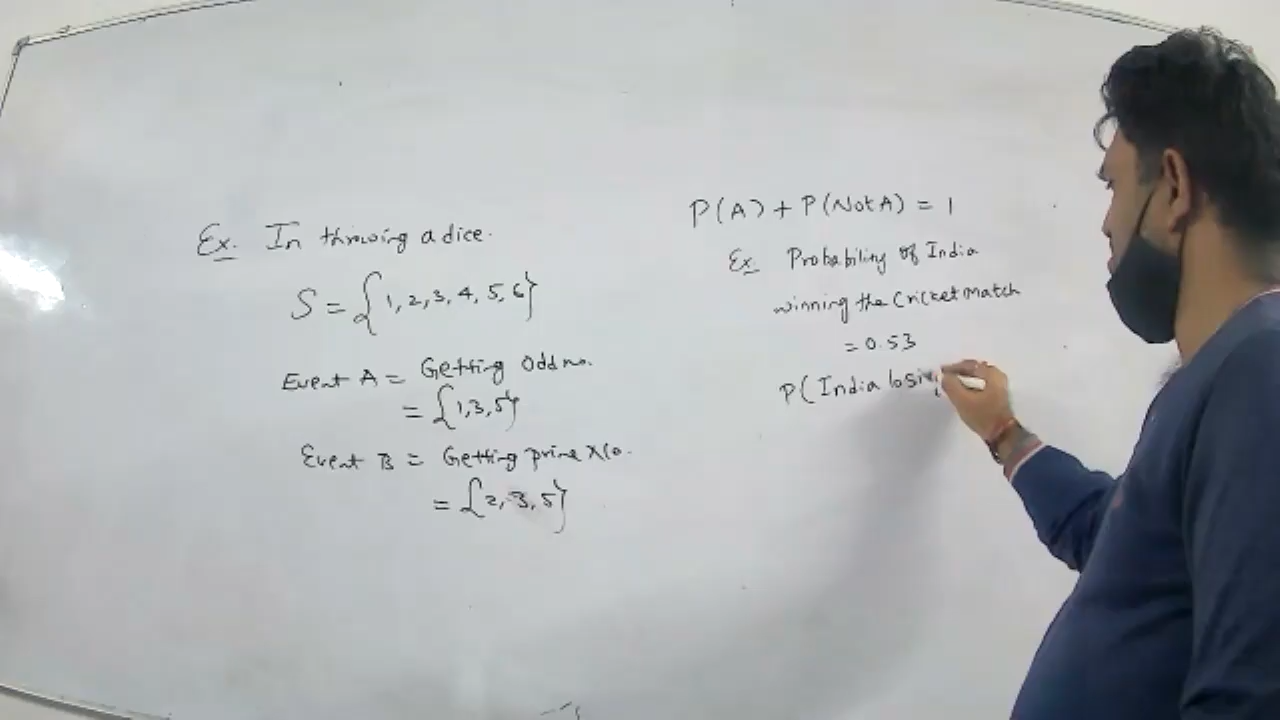 Ex. In throwing a dice.
S = {1, 2, 3, 4, 5, 6}
Event A = Getting Odd no.
= {1, 3, 5}
Event B = Getting prime No.
= {2, 3, 5}
P(A) + P(Not A) = 1
Ex. Probability of India
winning the Cricket Match
= 0.53
P(India losing